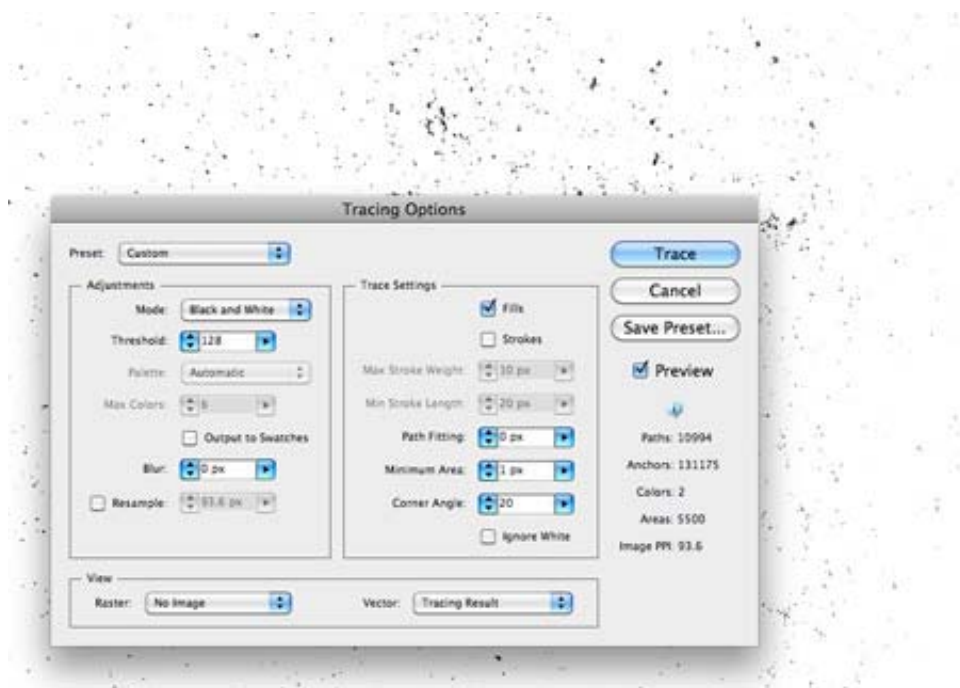 Tracing Options
Preset: Custom
Trace
Cancel
Save Preset...
Preview
Paths: 10994
Anchors: 131175
Colors: 2
Areas: 5500
Image PPI: 93.6
Adjustments
Mode: Black and White
Threshold: 128
Palette: Automatic
Max Colors: 6
Output to Swatches
Blur: 0 px
Resample: 93.6 px
Trace Settings
Fills
Strokes
Max Stroke Weight: 10 px
Min Stroke Length: 20 px
Path Fitting: 0 px
Minimum Area: 1 px
Corner Angle: 20
Ignore White
View
Raster: No Image
Vector: Tracing Result